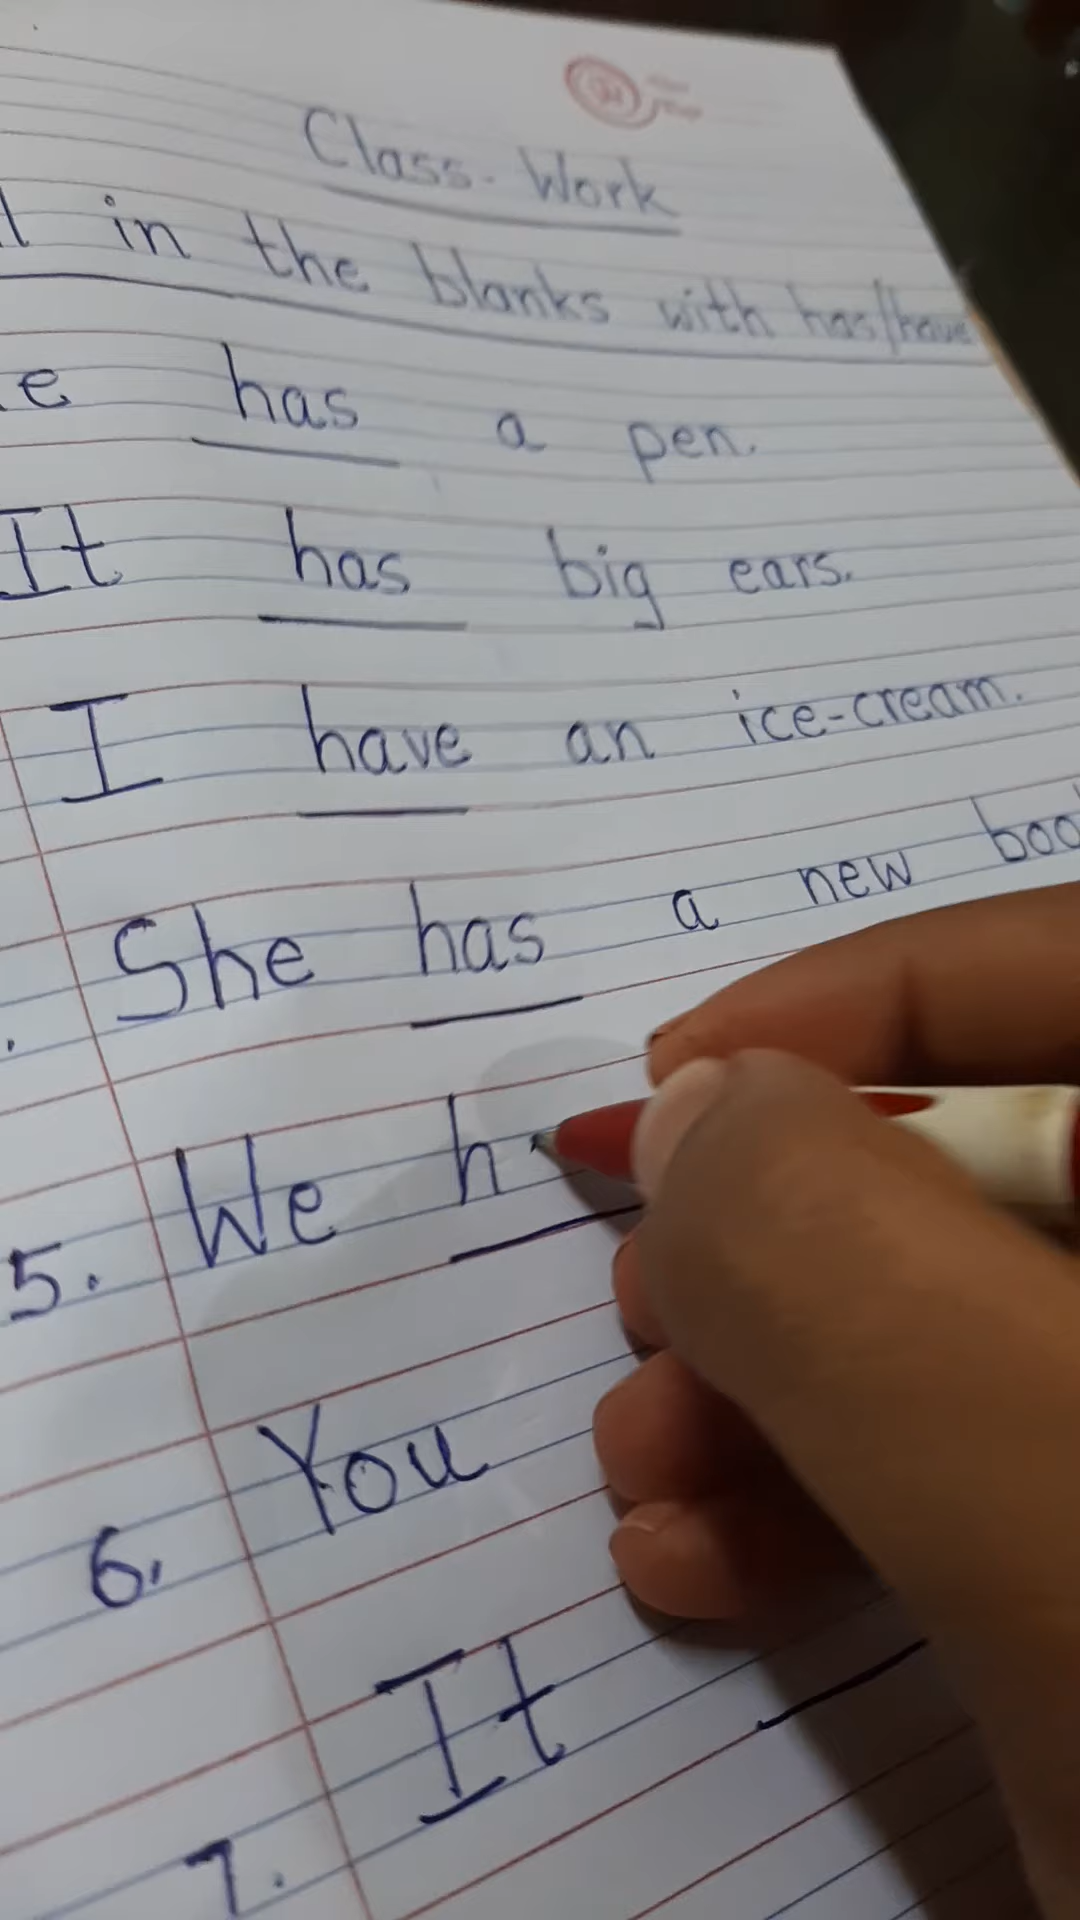 Class-Work
in the blanks with has/have
e has a pen.
It has big ears.
I have an ice-cream.
She has a new boo
5. We h
6. You
7. It